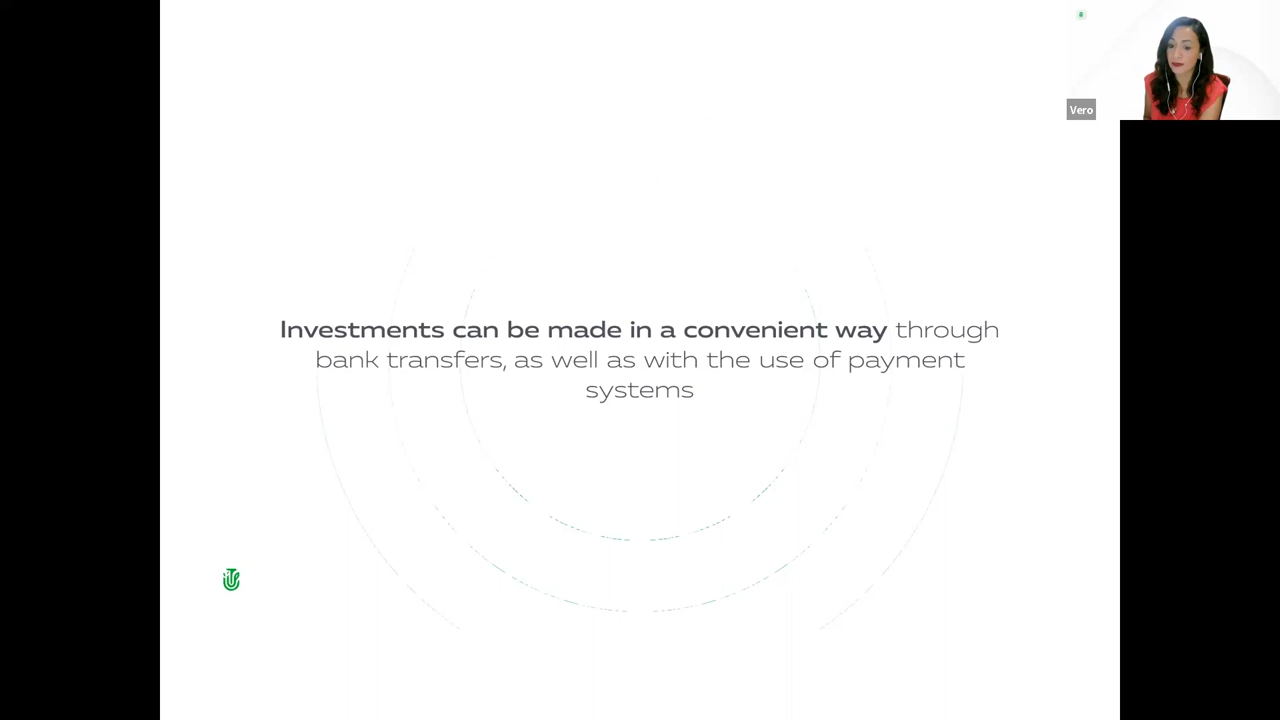 Vero
Investments can be made in a convenient way through
bank transfers, as well as with the use of payment
systems